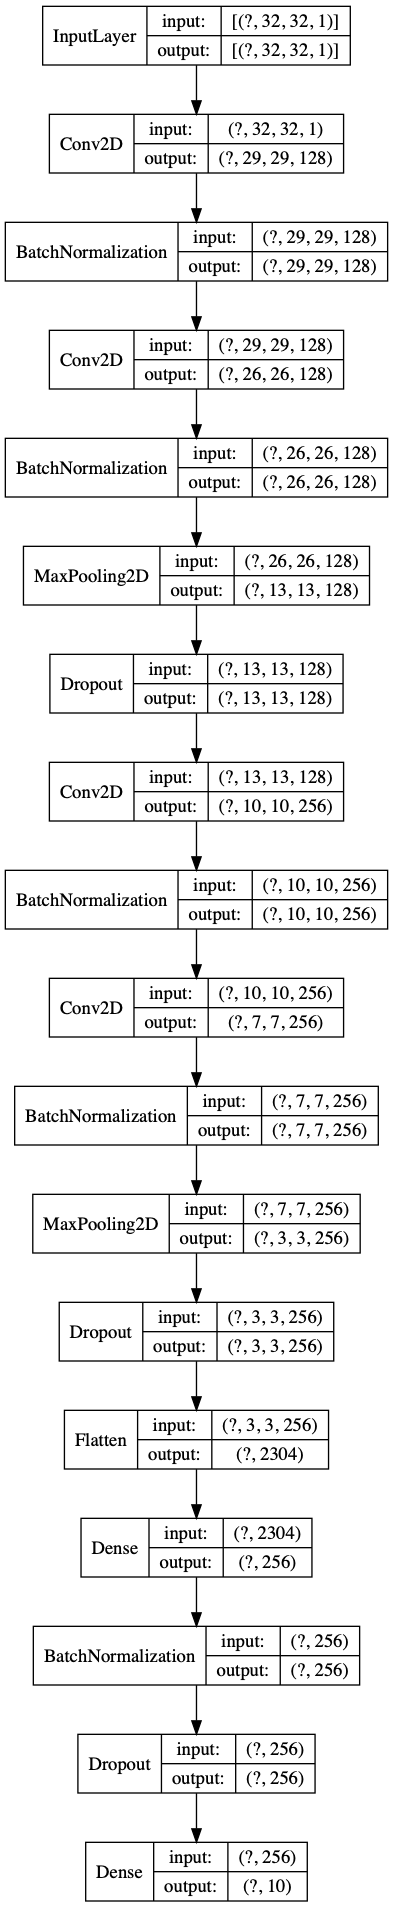 InputLayer input: [(?, 32, 32, 1)]
output: [(?, 32, 32, 1)]
Conv2D input: (?, 32, 32, 1)
output: (?, 29, 29, 128)
BatchNormalization input: (?, 29, 29, 128)
output: (?, 29, 29, 128)
Conv2D input: (?, 29, 29, 128)
output: (?, 26, 26, 128)
BatchNormalization input: (?, 26, 26, 128)
output: (?, 26, 26, 128)
MaxPooling2D input: (?, 26, 26, 128)
output: (?, 13, 13, 128)
Dropout input: (?, 13, 13, 128)
output: (?, 13, 13, 128)
Conv2D input: (?, 13, 13, 128)
output: (?, 10, 10, 256)
BatchNormalization input: (?, 10, 10, 256)
output: (?, 10, 10, 256)
Conv2D input: (?, 10, 10, 256)
output: (?, 7, 7, 256)
BatchNormalization input: (?, 7, 7, 256)
output: (?, 7, 7, 256)
MaxPooling2D input: (?, 7, 7, 256)
output: (?, 3, 3, 256)
Dropout input: (?, 3, 3, 256)
output: (?, 3, 3, 256)
Flatten input: (?, 3, 3, 256)
output: (?, 2304)
Dense input: (?, 2304)
output: (?, 256)
BatchNormalization input: (?, 256)
output: (?, 256)
Dropout input: (?, 256)
output: (?, 256)
Dense input: (?, 256)
output: (?, 10)